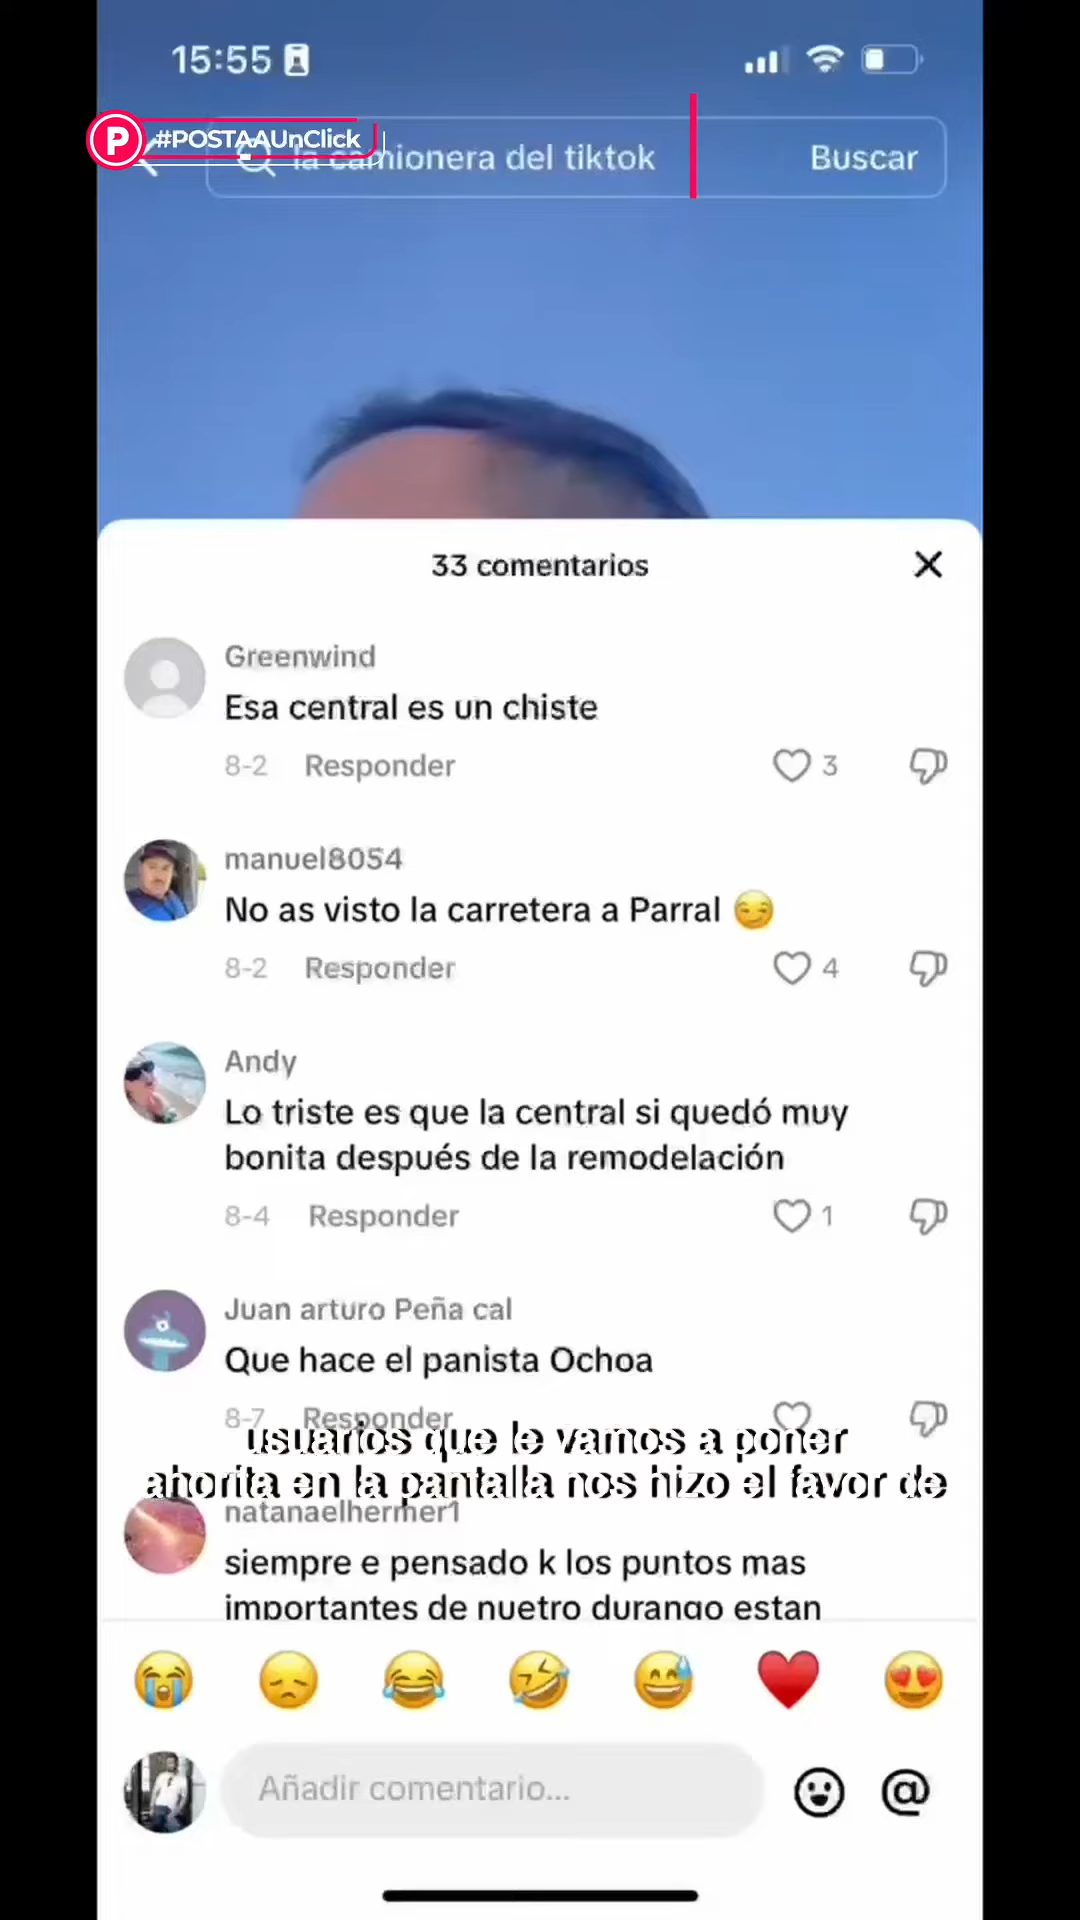 15:55
P #POSTAAUnClick
la camionera del tiktok
Buscar
33 comentarios
Greenwind
Esa central es un chiste
8-2 Responder 3
manuel8054
No as visto la carretera a Parral 😏
8-2 Responder 4
Andy
Lo triste es que la central si quedó muy
bonita después de la remodelación
8-4 Responder 1
Juan arturo Peña cal
Que hace el panista Ochoa
8-7 Responder
usuarios que le vamos a poner
ahorita en la pantalla nos hizo el favor de
natanaelhermer1
siempre e pensado k los puntos mas
importantes de nuetro durango estan
Añadir comentario...